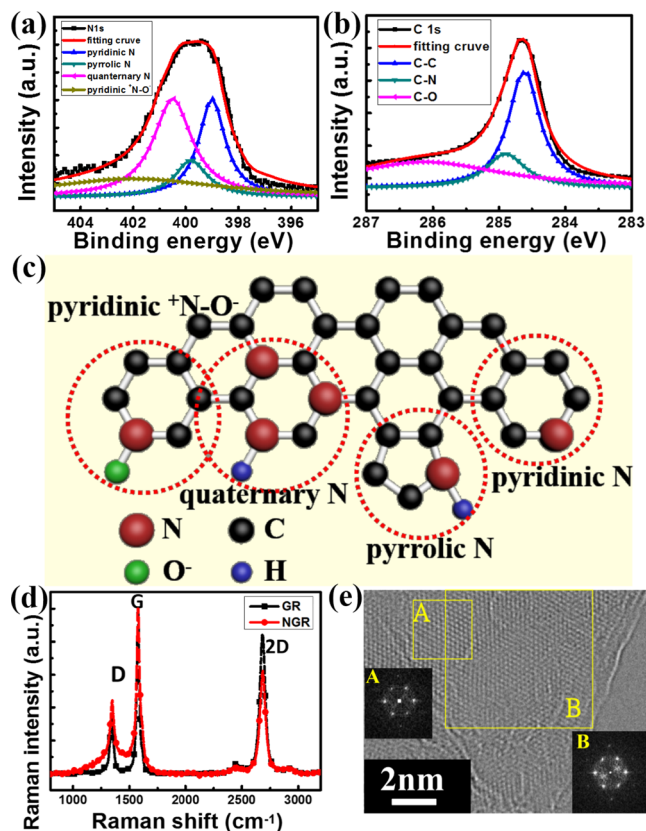 (a)
N1s
fitting cruve
pyridinic N
pyrrolic N
quanternary N
pyridinic +N-O-
Intensity (a.u.)
404 402 400 398 396
Binding energy (eV)
(b)
C 1s
fitting cruve
C-C
C-N
C-O
Intensity (a.u.)
287 286 285 284 283
Binding energy (eV)
(c)
pyridinic +N-O-
quaternary N
pyrrolic N
pyridinic N
N C
O- H
(d)
G
GR
NGR
D
2D
Raman intensity (a.u.)
1000 1500 2000 2500 3000
Raman shift (cm-1)
(e)
A
A
B
B
2nm